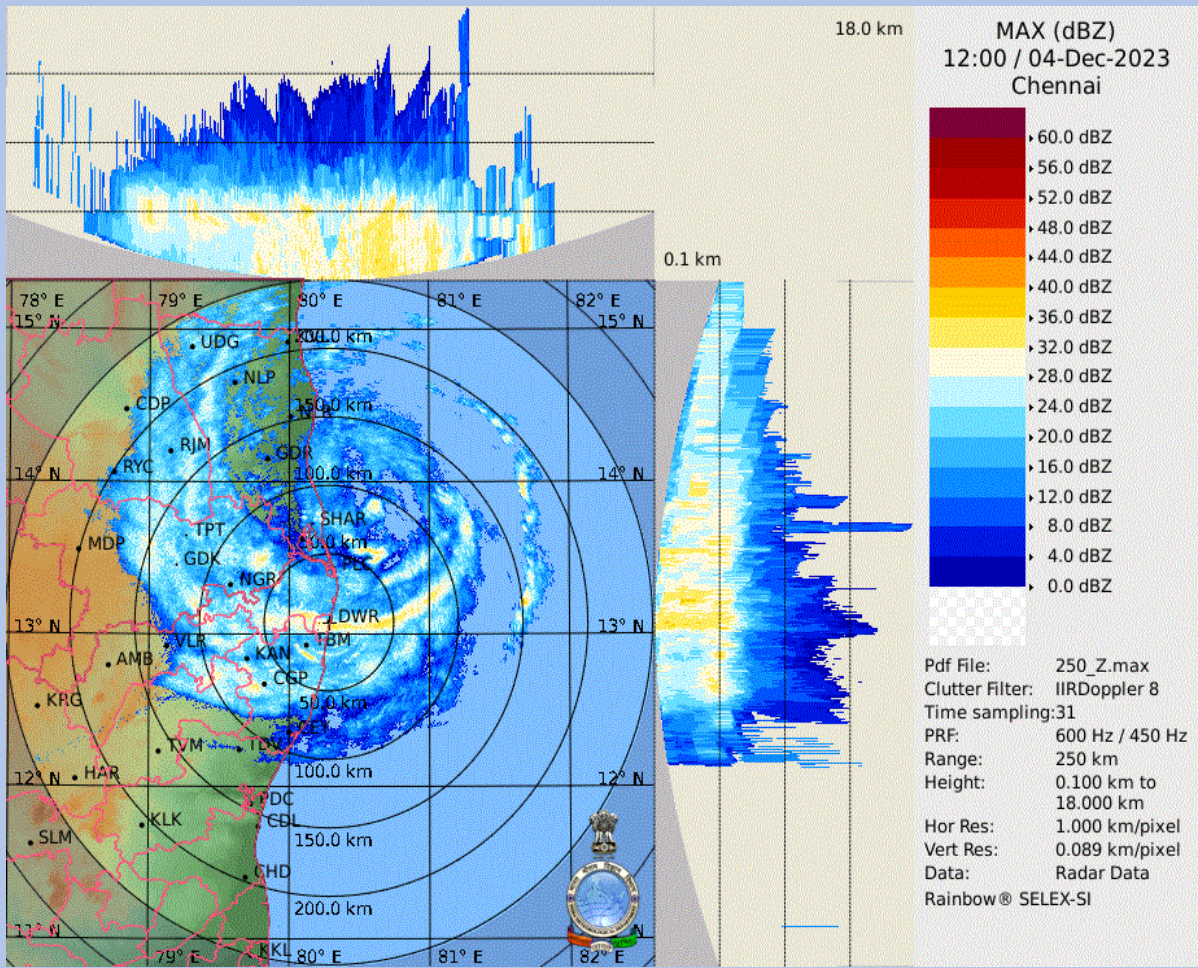 18.0 km
0.1 km
MAX (dBZ)
12:00 / 04-Dec-2023
Chennai
60.0 dBZ
56.0 dBZ
52.0 dBZ
48.0 dBZ
44.0 dBZ
40.0 dBZ
36.0 dBZ
32.0 dBZ
28.0 dBZ
24.0 dBZ
20.0 dBZ
16.0 dBZ
12.0 dBZ
8.0 dBZ
4.0 dBZ
0.0 dBZ
Pdf File: 250_Z.max
Clutter Filter: IIRDoppler 8
Time sampling:31
PRF: 600 Hz / 450 Hz
Range: 250 km
Height: 0.100 km to
18.000 km
Hor Res: 1.000 km/pixel
Vert Res: 0.089 km/pixel
Data: Radar Data
Rainbow® SELEX-SI
78° E 79° E 80° E 81° E 82° E
15° N 15° N
UDG
NLP
150.0 km
CDP
RJM
GDR
RYC
100.0 km
14° N 14° N
SHAR
TPT
MDP
GDK
NGR
DWR
13° N 13° N
VLR
KAN
AMB
CGP
KRG
50.0 km
TVM
HAR
100.0 km
12° N 12° N
PDC
KLK
CDL
SLM
150.0 km
CHD
200.0 km
11° N 11° N
KKL
79° E 80° E 81° E 82° E